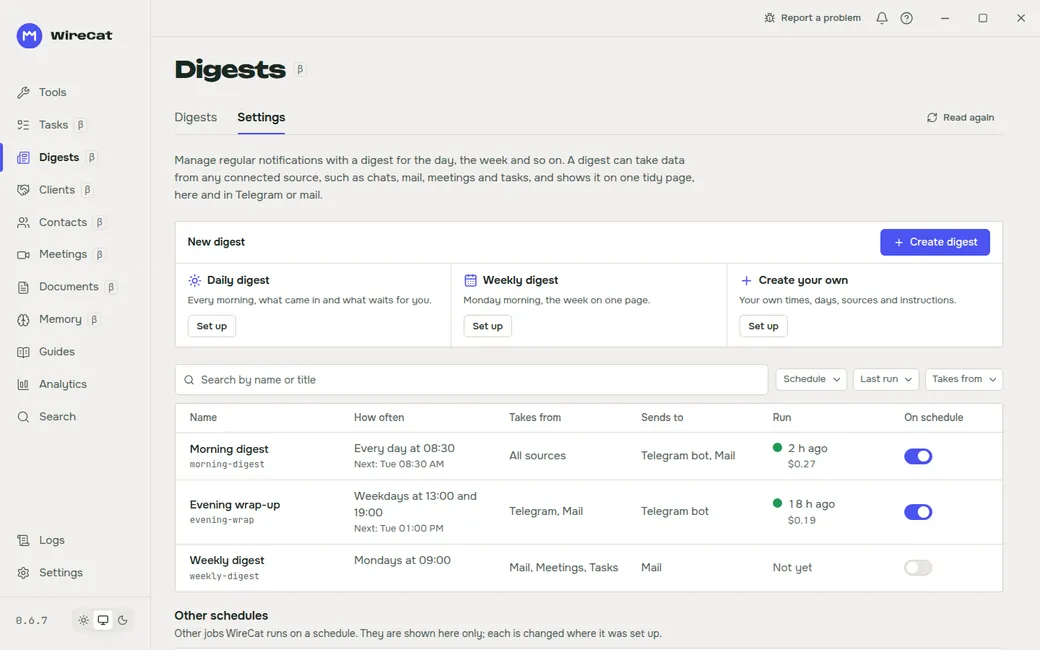 WireCat
Report a problem
Tools
Tasks β
Digests β
Clients β
Contacts β
Meetings β
Documents β
Memory β
Guides
Analytics
Search
Logs
Settings
0.6.7
Digests β
Digests
Settings
Read again
Manage regular notifications with a digest for the day, the week and so on. A digest can take data
from any connected source, such as chats, mail, meetings and tasks, and shows it on one tidy page,
here and in Telegram or mail.
New digest
+ Create digest
Daily digest
Every morning, what came in and what waits for you.
Set up
Weekly digest
Monday morning, the week on one page.
Set up
+ Create your own
Your own times, days, sources and instructions.
Set up
Search by name or title
Schedule
Last run
Takes from
Name How often Takes from Sends to Run On schedule
Morning digest
morning-digest
Every day at 08:30
Next: Tue 08:30 AM
All sources
Telegram bot, Mail
2 h ago
$0.27
Evening wrap-up
evening-wrap
Weekdays at 13:00 and
19:00
Next: Tue 01:00 PM
Telegram, Mail
Telegram bot
18 h ago
$0.19
Weekly digest
weekly-digest
Mondays at 09:00
Mail, Meetings, Tasks
Mail
Not yet
Other schedules
Other jobs WireCat runs on a schedule. They are shown here only; each is changed where it was set up.